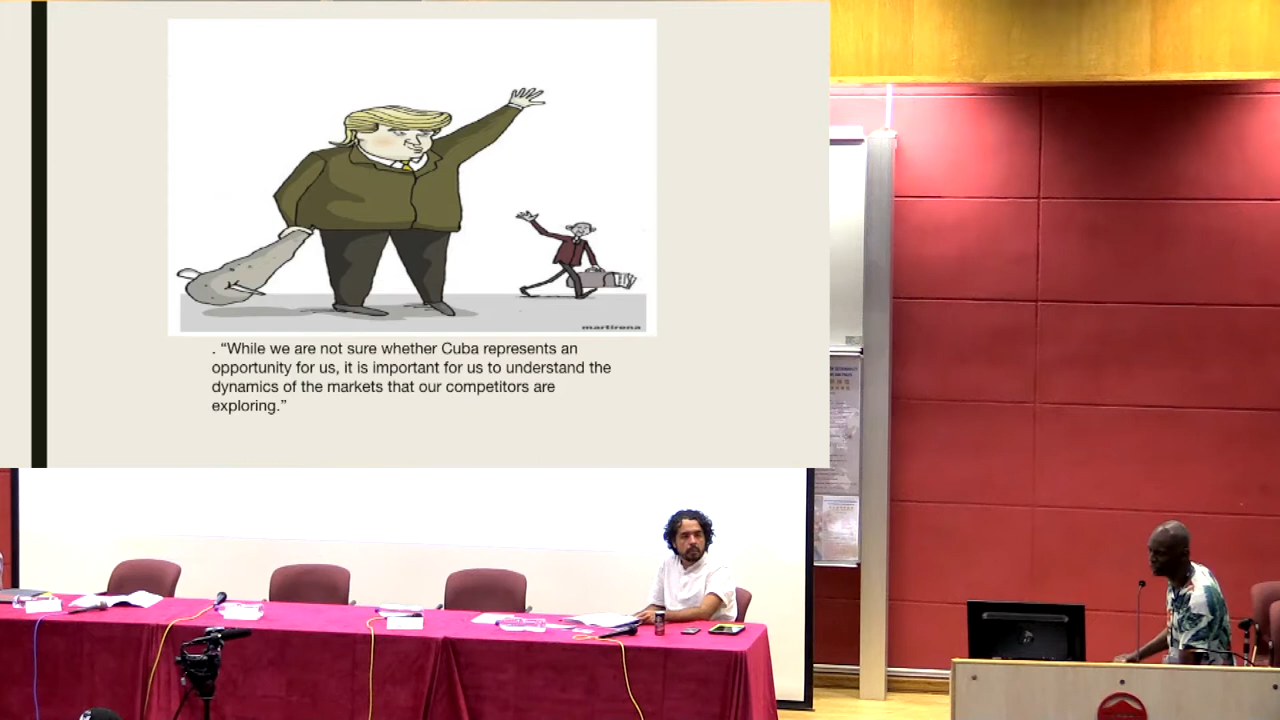 martirena
. “While we are not sure whether Cuba represents an
opportunity for us, it is important for us to understand the
dynamics of the markets that our competitors are
exploring.”